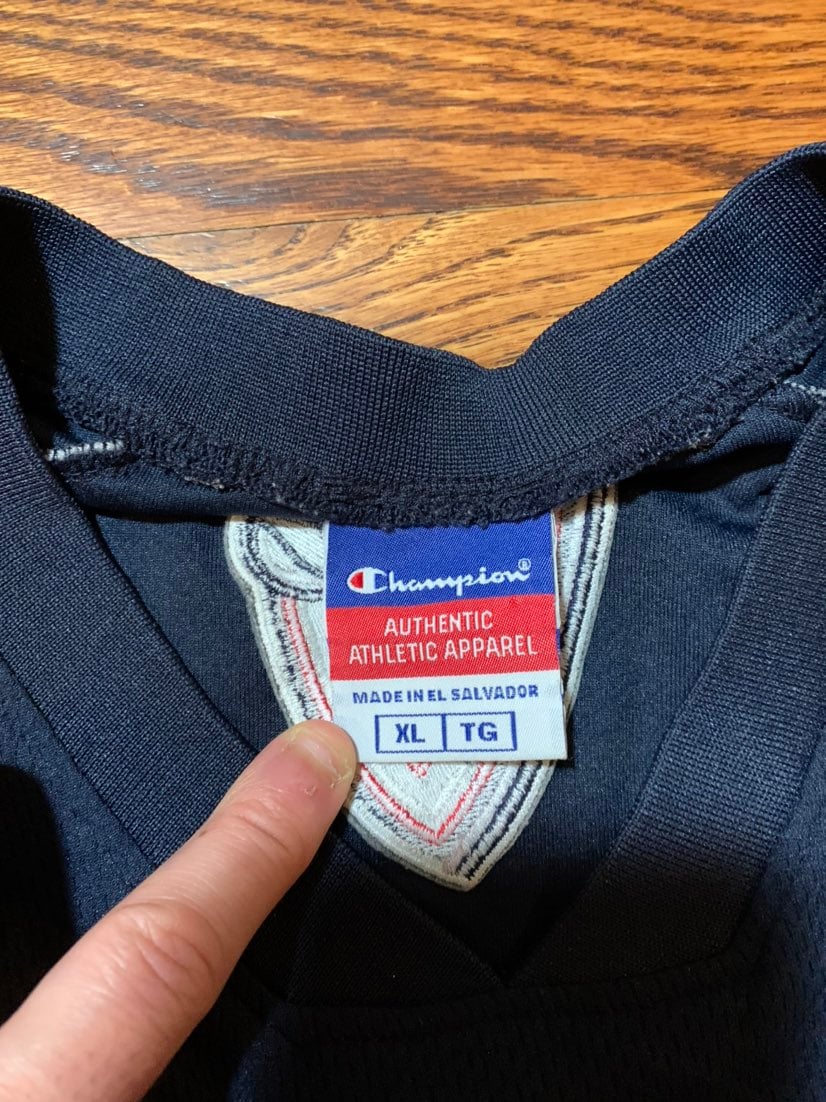 Champion®
AUTHENTIC
ATHLETIC APPAREL
MADE IN EL SALVADOR
XL TG